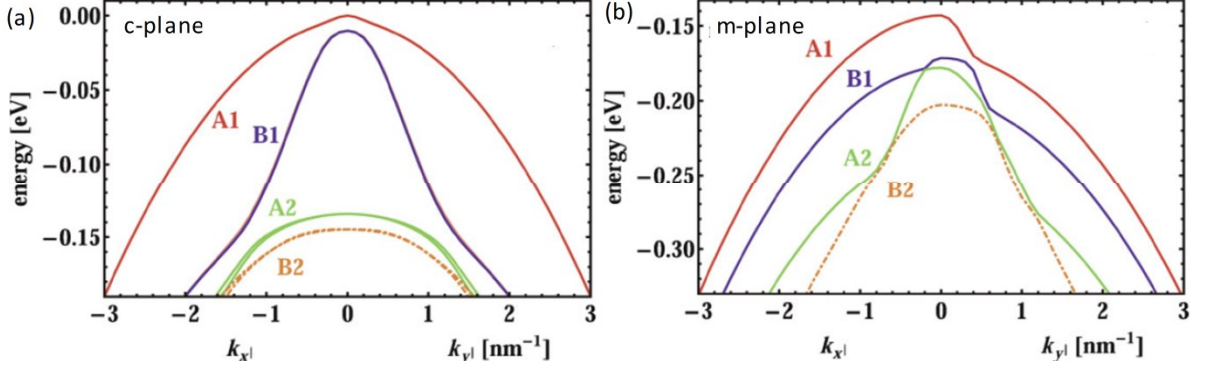 (a)
c-plane
energy [eV]
0.00
−0.05
−0.10
−0.15
A1
B1
A2
B2
−3 −2 −1 0 1 2 3
kx| ky| [nm−1]
(b)
m-plane
energy [eV]
−0.15
−0.20
−0.25
−0.30
A1
B1
A2
B2
−3 −2 −1 0 1 2 3
kx| ky| [nm−1]